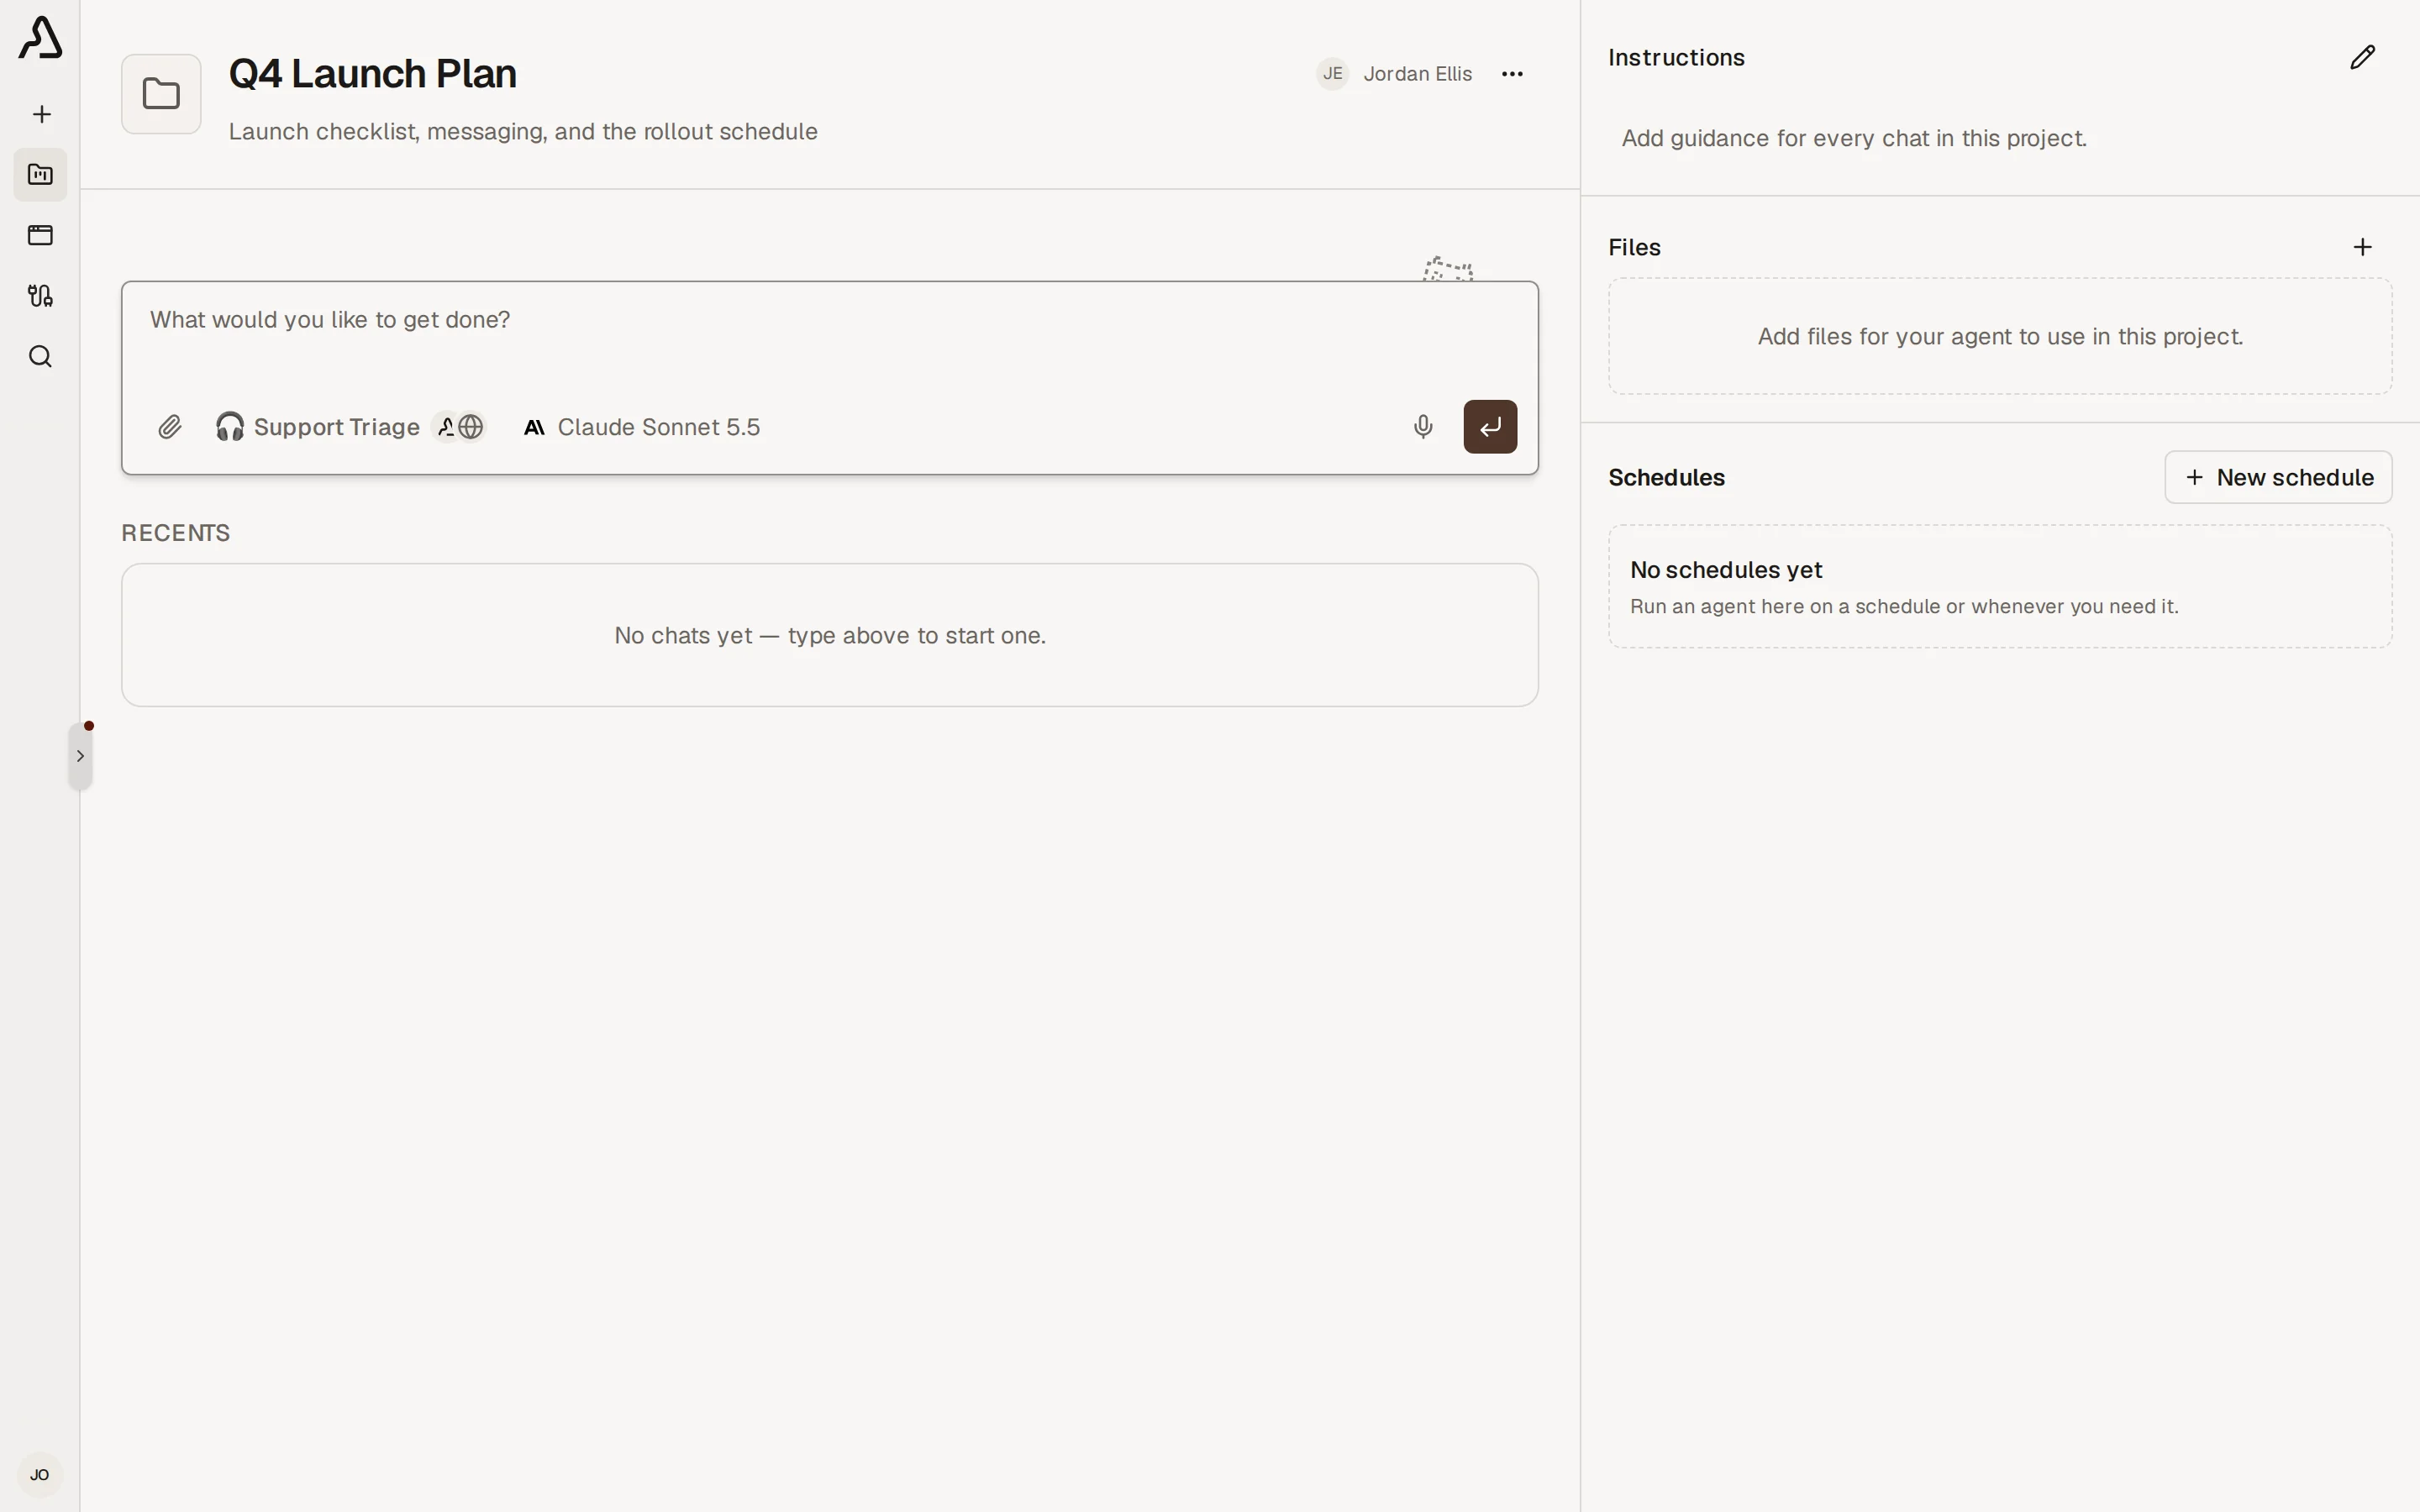 Q4 Launch Plan
JE Jordan Ellis
Launch checklist, messaging, and the rollout schedule
What would you like to get done?
Support Triage
Claude Sonnet 5.5
RECENTS
No chats yet — type above to start one.
Instructions
Add guidance for every chat in this project.
Files
Add files for your agent to use in this project.
Schedules
New schedule
No schedules yet
Run an agent here on a schedule or whenever you need it.
JO